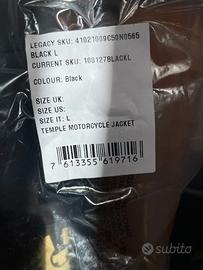 LEGACY SKU: 41021009C50N0565
BLACK L
CURRENT SKU: 100127BLACKL
COLOUR: Black
SIZE UK:
SIZE US:
SIZE IT: L
TEMPLE MOTORCYCLE JACKET
7 613355 619716
subito